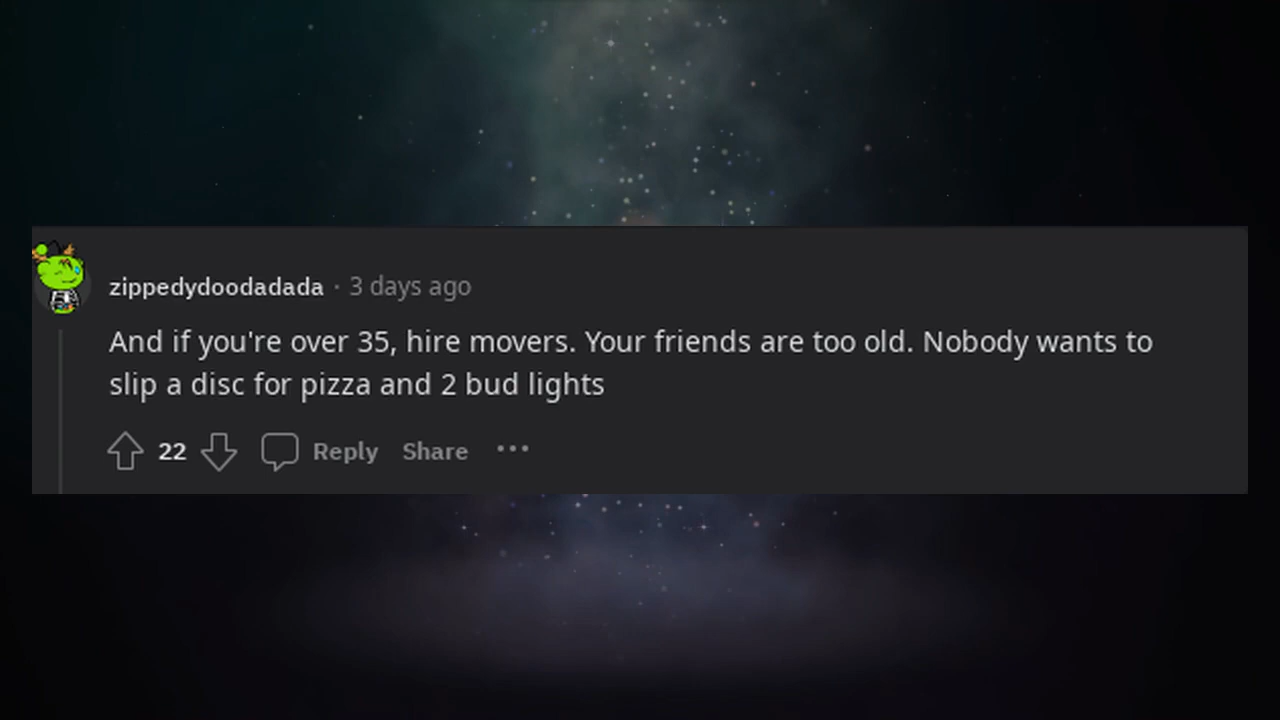 zippedydoodadada · 3 days ago
And if you're over 35, hire movers. Your friends are too old. Nobody wants to
slip a disc for pizza and 2 bud lights
22 Reply Share •••